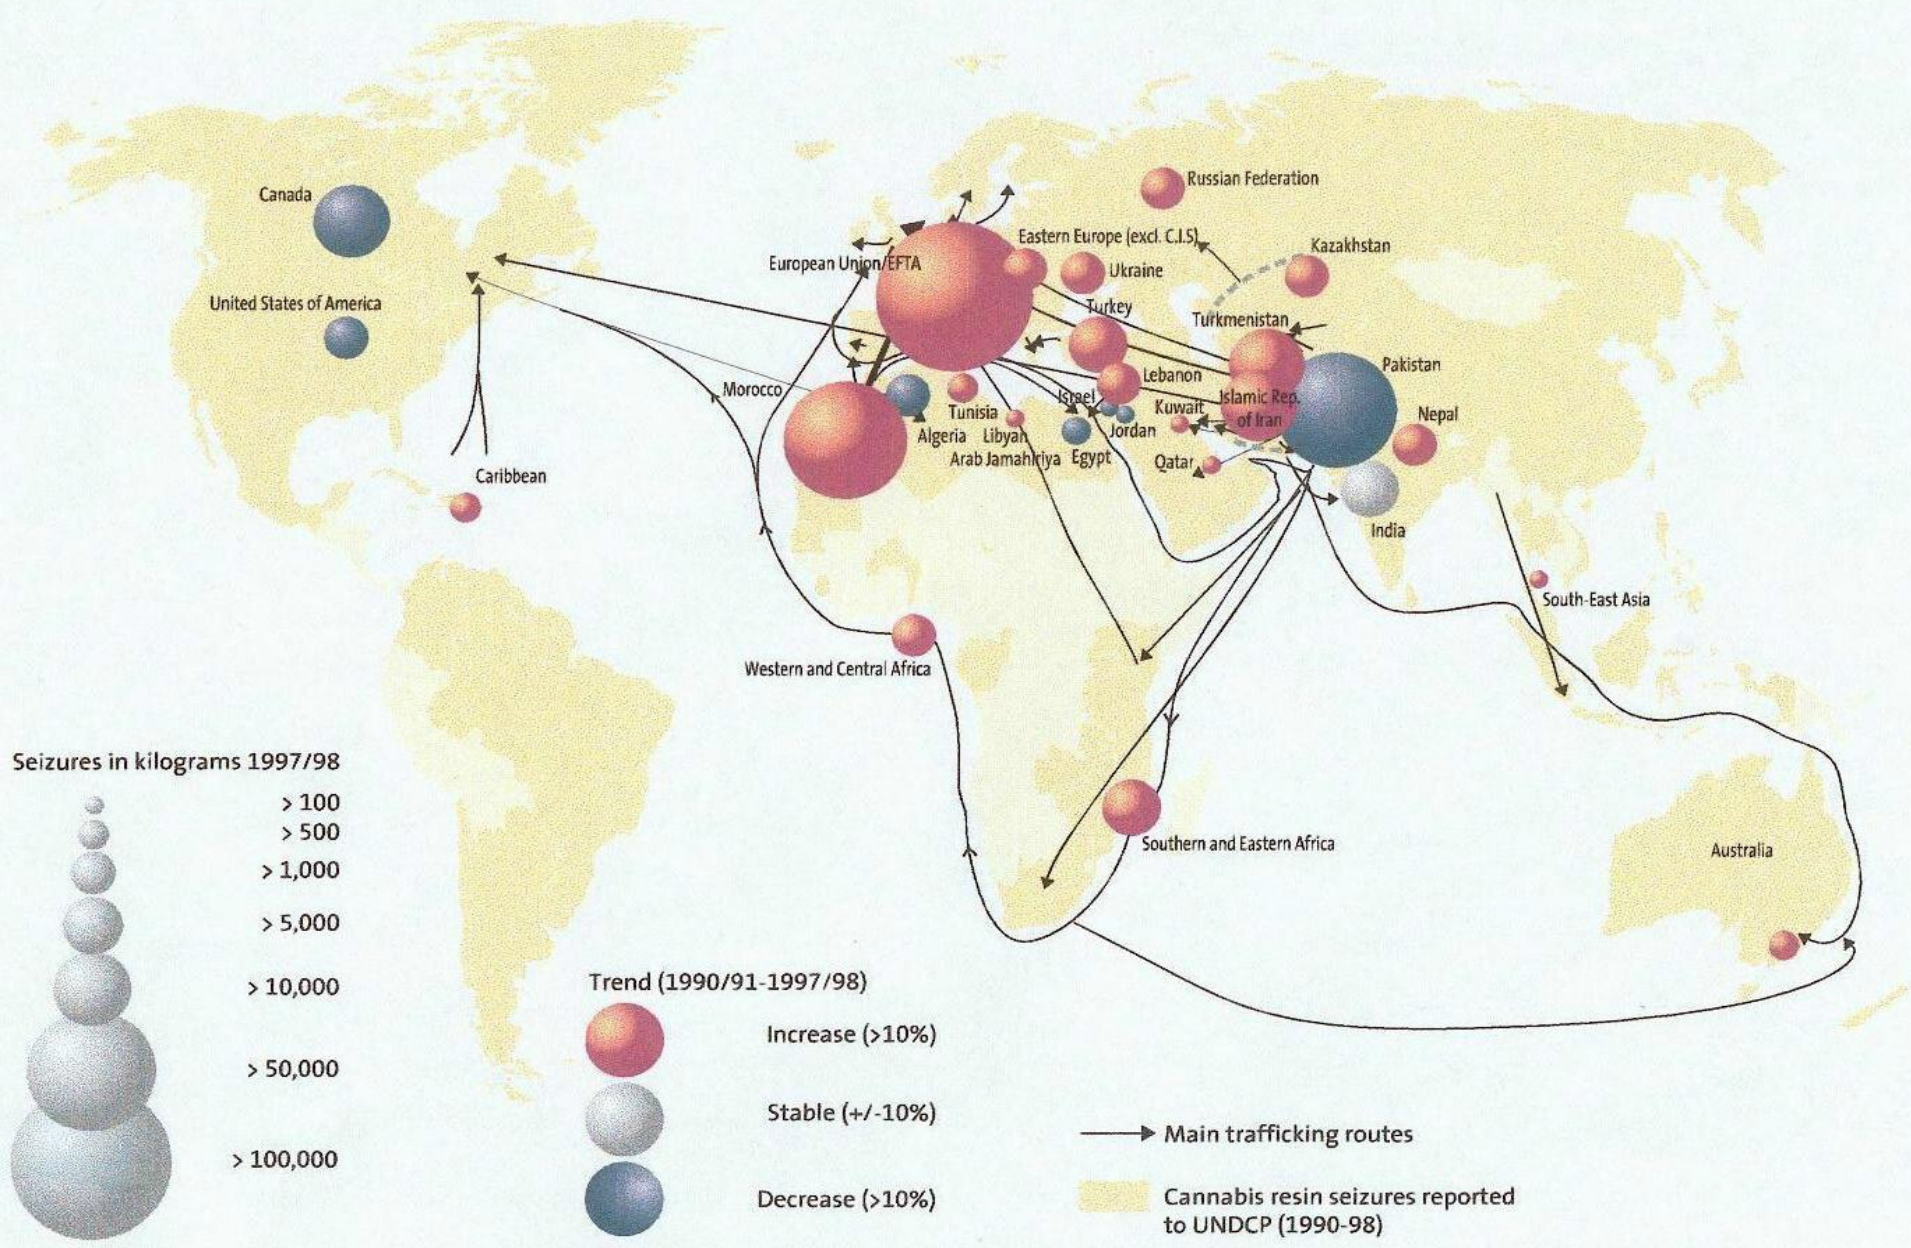 Russian Federation
Canada
Eastern Europe (excl. C.I.S)
Kazakhstan
European Union/EFTA
Ukraine
United States of America
Turkey
Turkmenistan
Pakistan
Lebanon
Morocco
Israel
Kuwait
Islamic Rep.
of Iran
Nepal
Tunisia
Algeria
Libyan
Arab Jamahiriya
Jordan
Egypt
Qatar
Caribbean
India
South-East Asia
Western and Central Africa
Southern and Eastern Africa
Australia
Seizures in kilograms 1997/98
> 100
> 500
> 1,000
> 5,000
> 10,000
> 50,000
> 100,000
Trend (1990/91-1997/98)
Increase (>10%)
Stable (+/-10%)
Decrease (>10%)
Main trafficking routes
Cannabis resin seizures reported
to UNDCP (1990-98)